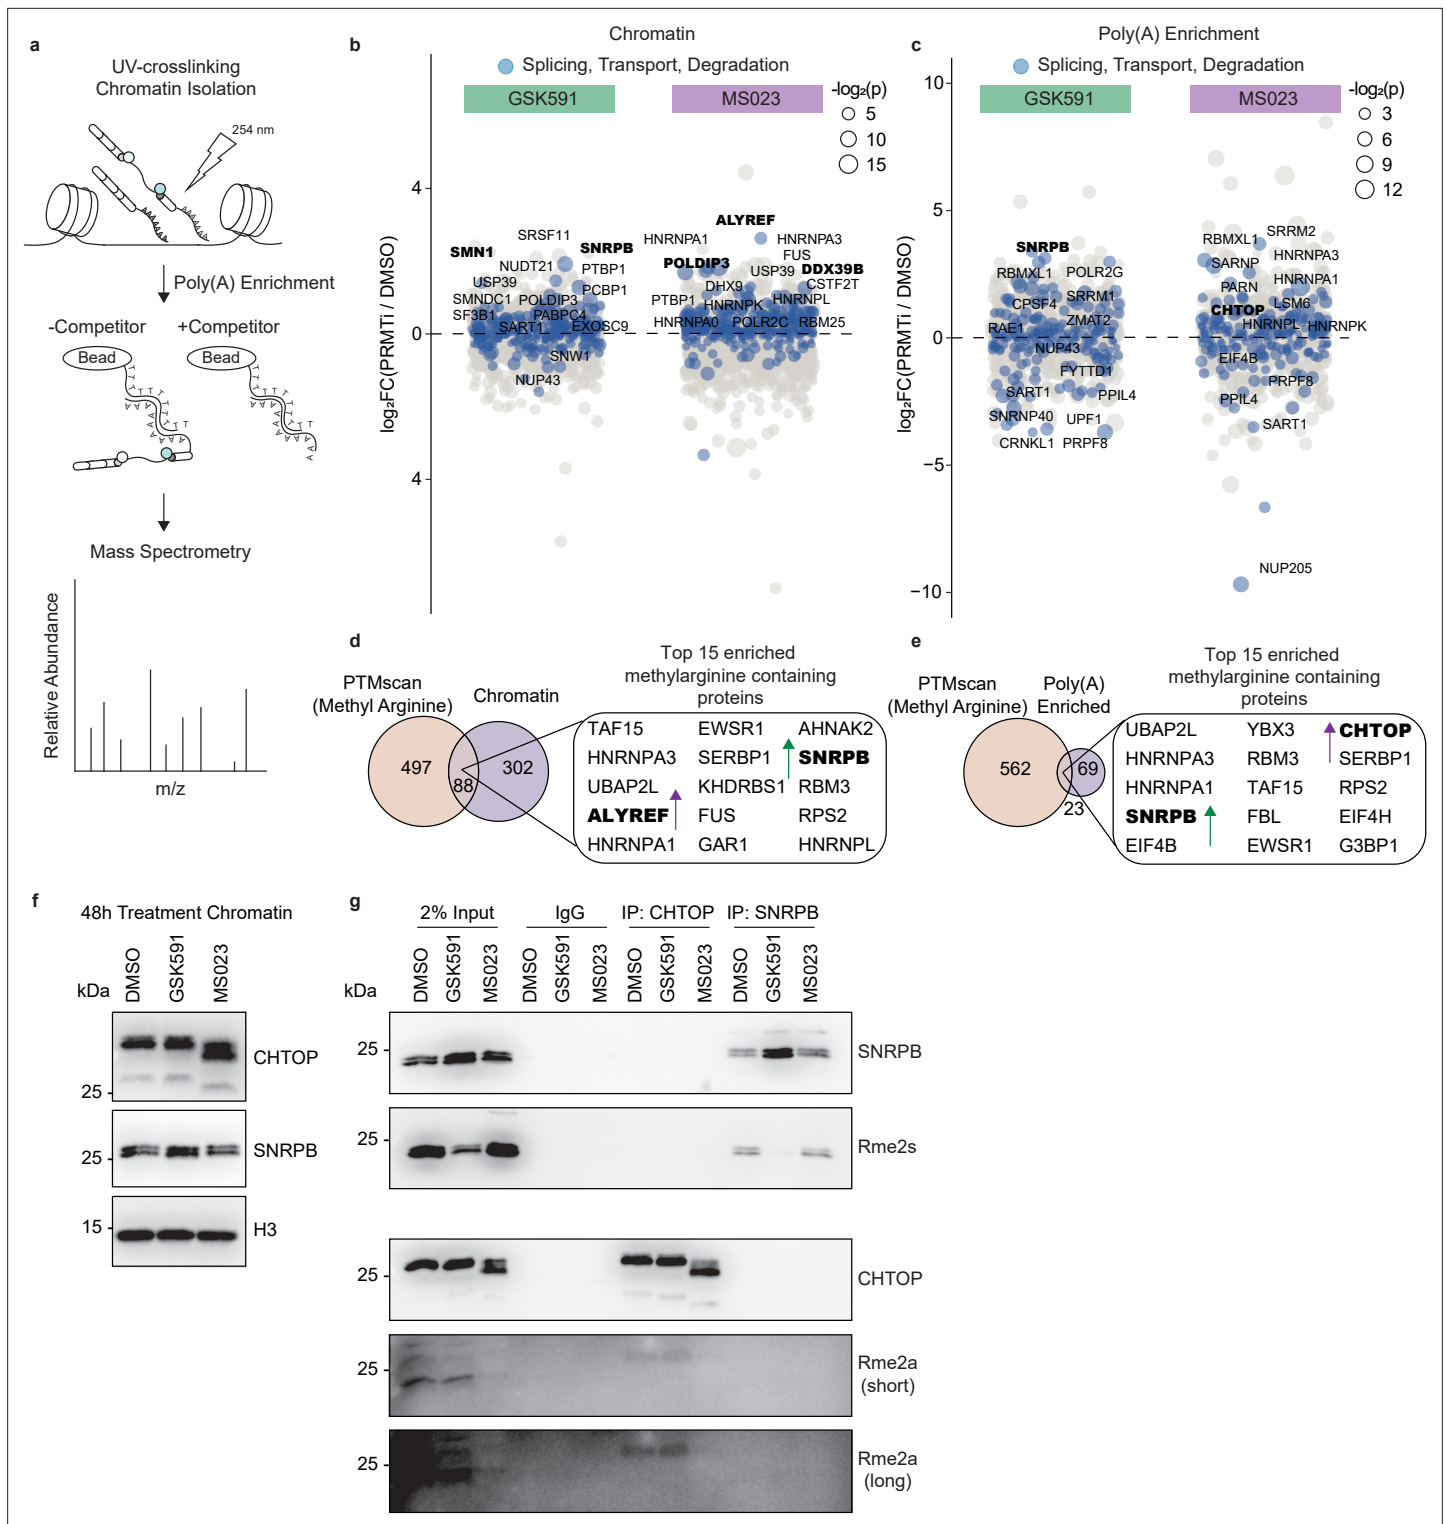 a
UV-crosslinking
Chromatin Isolation
254 nm
Poly(A) Enrichment
-Competitor
+Competitor
Bead
Bead
Mass Spectrometry
Relative Abundance
m/z
b
Chromatin
Splicing, Transport, Degradation
GSK591
MS023
-log₂(p)
5
10
15
log₂FC(PRMTi / DMSO)
4
0
4
SMN1
SRSF11
SNRPB
NUDT21
PTBP1
USP39
PCBP1
SMNDC1
POLDIP3
SF3B1
PABPC4
SART1
EXOSC9
SNW1
NUP43
ALYREF
HNRNPA1
HNRNPA3
FUS
POLDIP3
USP39
DDX39B
DHX9
CSTF2T
PTBP1
HNRNPK
HNRNPL
HNRNPA0
POLR2C
RBM25
c
Poly(A) Enrichment
Splicing, Transport, Degradation
GSK591
MS023
-log₂(p)
3
6
9
12
log₂FC(PRMTi / DMSO)
10
5
0
−5
−10
SNRPB
RBMXL1
POLR2G
CPSF4
SRRM1
RAE1
ZMAT2
NUP43
FYTTD1
SART1
PPIL4
SNRNP40
UPF1
CRNKL1
PRPF8
RBMXL1
SRRM2
SARNP
HNRNPA3
PARN
HNRNPA1
CHTOP
LSM6
HNRNPL
HNRNPK
EIF4B
PRPF8
PPIL4
SART1
NUP205
d
PTMscan
(Methyl Arginine)
Chromatin
497
88
302
Top 15 enriched
methylarginine containing
proteins
TAF15 EWSR1 AHNAK2
HNRNPA3 SERBP1 SNRPB
UBAP2L KHDRBS1 RBM3
ALYREF FUS RPS2
HNRNPA1 GAR1 HNRNPL
e
PTMscan
(Methyl Arginine)
Poly(A)
Enriched
562
69
23
Top 15 enriched
methylarginine containing
proteins
UBAP2L YBX3 CHTOP
HNRNPA3 RBM3 SERBP1
HNRNPA1 TAF15 RPS2
SNRPB FBL EIF4H
EIF4B EWSR1 G3BP1
f
48h Treatment Chromatin
DMSO
GSK591
MS023
kDa
CHTOP
25
SNRPB
25
15
H3
g
2% Input
IgG
IP: CHTOP
IP: SNRPB
DMSO
GSK591
MS023
DMSO
GSK591
MS023
DMSO
GSK591
MS023
DMSO
GSK591
MS023
kDa
25
SNRPB
25
Rme2s
25
CHTOP
25
Rme2a
(short)
25
Rme2a
(long)